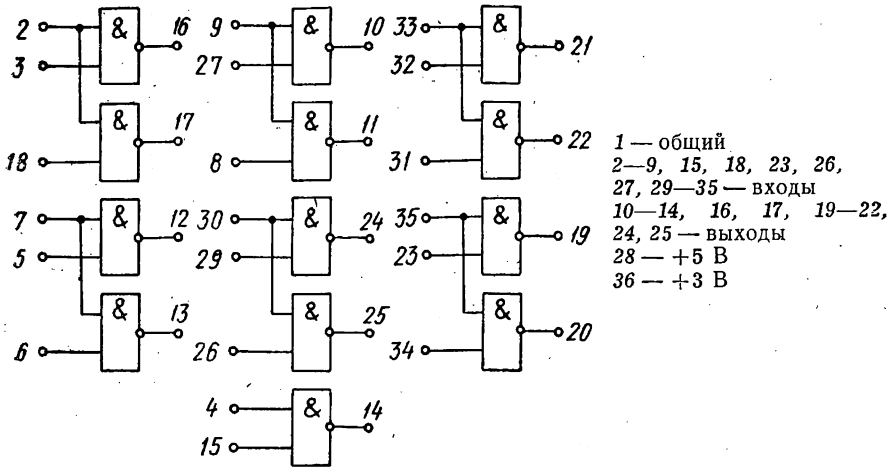 2 & 16 9 & 10 33 & 21
3 27 32
& 17 & 11 & 22
18 8 31
7 & 12 30 & 24 35 & 19
5 29 23
& 13 & 25 & 20
6 26 34
4 & 14
15
1 — общий
2—9, 15, 18, 23, 26,
27, 29—35 — входы
10—14, 16, 17, 19—22,
24, 25 — выходы
28 — +5 В
36 — +3 В